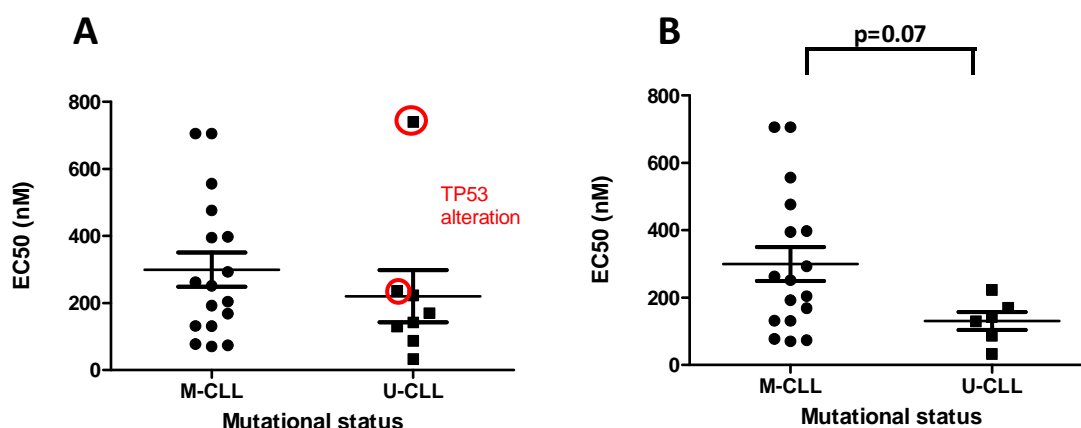 A
EC50 (nM)
800
600
400
200
0
TP53
alteration
M-CLL
U-CLL
Mutational status
B
p=0.07
EC50 (nM)
800
600
400
200
0
M-CLL
U-CLL
Mutational status